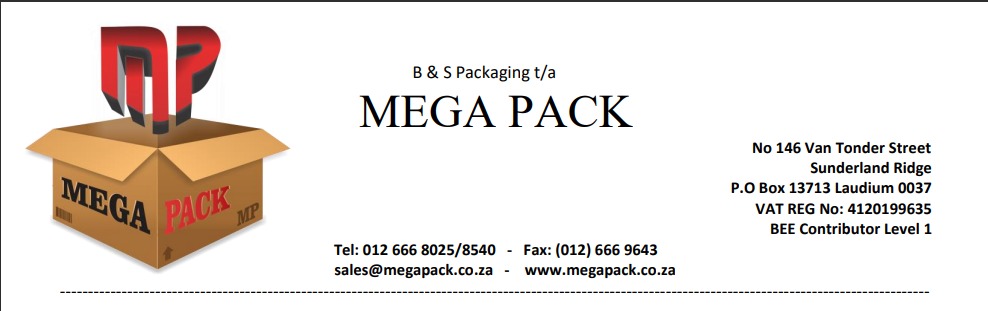 MP
MEGA PACK
MP
B & S Packaging t/a
MEGA PACK
No 146 Van Tonder Street
Sunderland Ridge
P.O Box 13713 Laudium 0037
VAT REG No: 4120199635
BEE Contributor Level 1
Tel: 012 666 8025/8540 - Fax: (012) 666 9643
sales@megapack.co.za - www.megapack.co.za